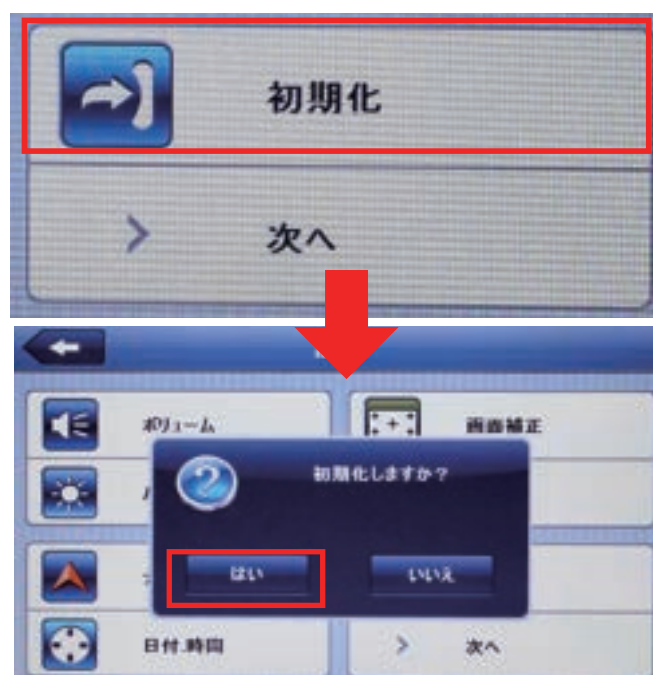 初期化
次へ
ボリューム
画面補正
初期化しますか?
はい
いいえ
日付.時間
次へ